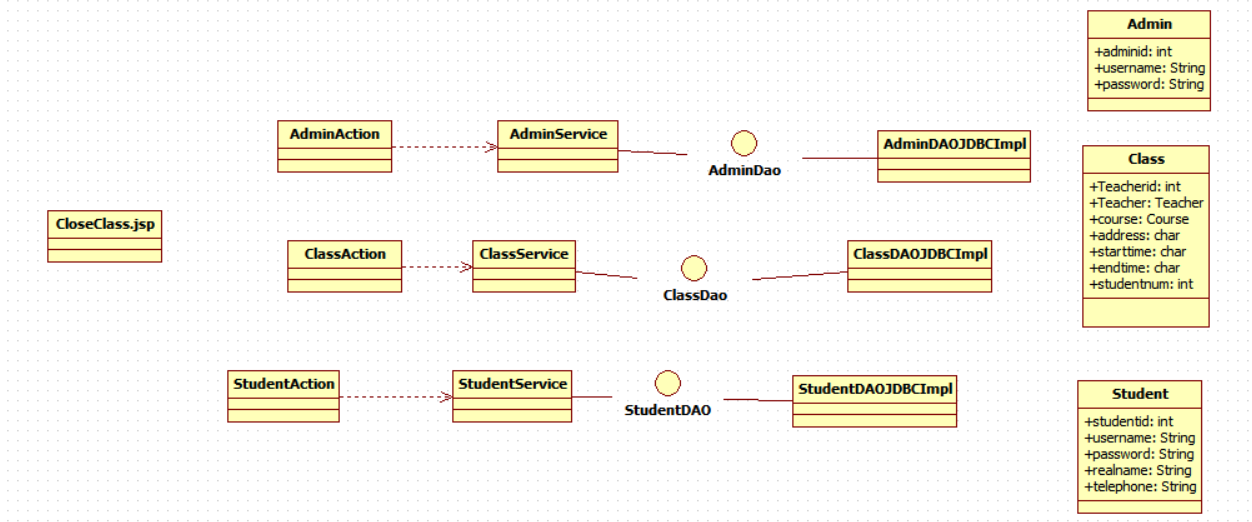 Admin
+adminid: int
+username: String
+password: String
AdminAction
AdminService
AdminDao
AdminDAOJDBCImpl
Class
+Teacherid: int
+Teacher: Teacher
+course: Course
+address: char
+starttime: char
+endtime: char
+studentnum: int
CloseClass.jsp
ClassAction
ClassService
ClassDao
ClassDAOJDBCImpl
StudentAction
StudentService
StudentDAO
StudentDAOJDBCImpl
Student
+studentid: int
+username: String
+password: String
+realname: String
+telephone: String